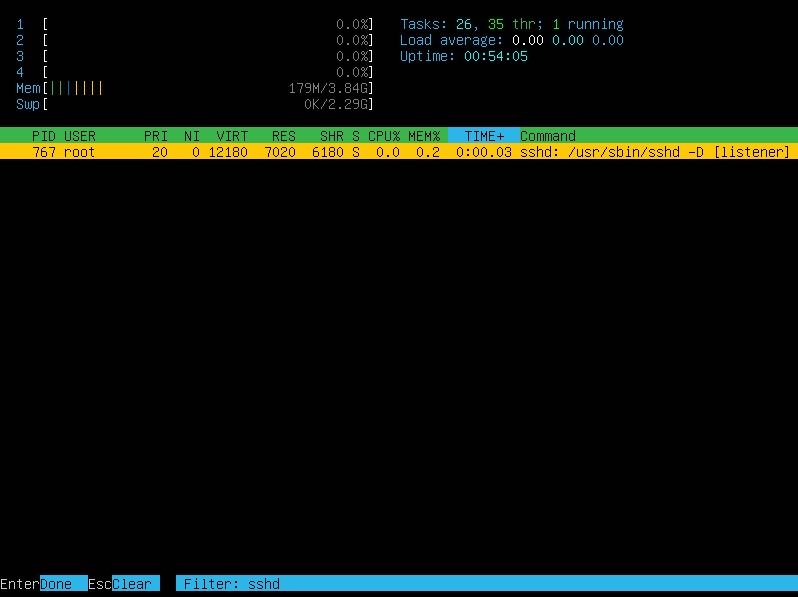 1 [ 0.0%] Tasks: 26, 35 thr; 1 running
2 [ 0.0%] Load average: 0.00 0.00 0.00
3 [ 0.0%] Uptime: 00:54:05
4 [ 0.0%]
Mem[||||||| 179M/3.84G]
Swp[ 0K/2.29G]
PID USER PRI NI VIRT RES SHR S CPU% MEM% TIME+ Command
767 root 20 0 12180 7020 6180 S 0.0 0.2 0:00.03 sshd: /usr/sbin/sshd -D [listener]
EnterDone EscClear Filter: sshd